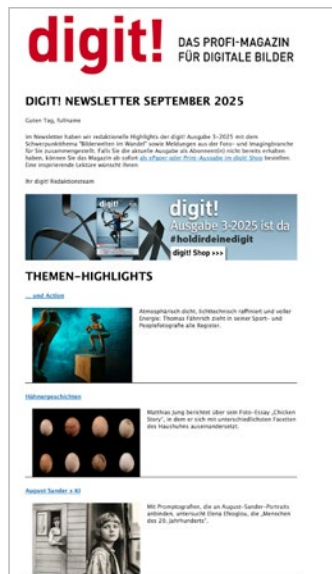 digit!
DAS PROFI-MAGAZIN
FÜR DIGITALE BILDER
DIGIT! NEWSLETTER SEPTEMBER 2025
Guten Tag, fullname
im Newsletter haben wir redaktionelle Highlights der digit! Ausgabe 3-2025 mit dem
Schwerpunktthema "Bilderwelten im Wandel" sowie Meldungen aus der Foto- und Imagingbranche
für Sie zusammengestellt. Falls Sie die aktuelle Ausgabe als Abonnent(in) nicht bereits erhalten
haben, können Sie das Magazin ab sofort als ePaper oder Print-Ausgabe im digit! Shop bestellen.
Eine inspirierende Lektüre wünscht Ihnen
Ihr digit! Redaktionsteam
digit!
digit!
Ausgabe 3-2025 ist da
#holdirdeinedigit
digit! Shop >>>
THEMEN-HIGHLIGHTS
... und Action
Atmosphärisch dicht, lichttechnisch raffiniert und voller
Energie: Thomas Fähnrich zieht in seiner Sport- und
Peoplefotografie alle Register.
Hühnergeschichten
Matthias Jung berichtet über sein Foto-Essay „Chicken
Story", in dem er sich mit unterschiedlichsten Facetten
des Haushuhns auseinandersetzt.
August Sander x KI
Mit Promptografien, die an August-Sander-Portraits
anbinden, untersucht Elena Efeoglou, die „Menschen
des 20. Jahrhunderts".